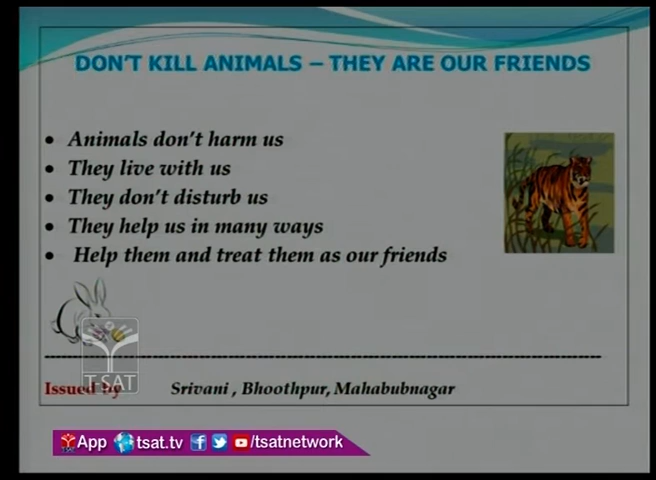 DON'T KILL ANIMALS – THEY ARE OUR FRIENDS
• Animals don't harm us
• They live with us
• They don't disturb us
• They help us in many ways
• Help them and treat them as our friends
T-SAT
Issued by Srivani , Bhoothpur, Mahabubnagar
App tsat.tv /tsatnetwork